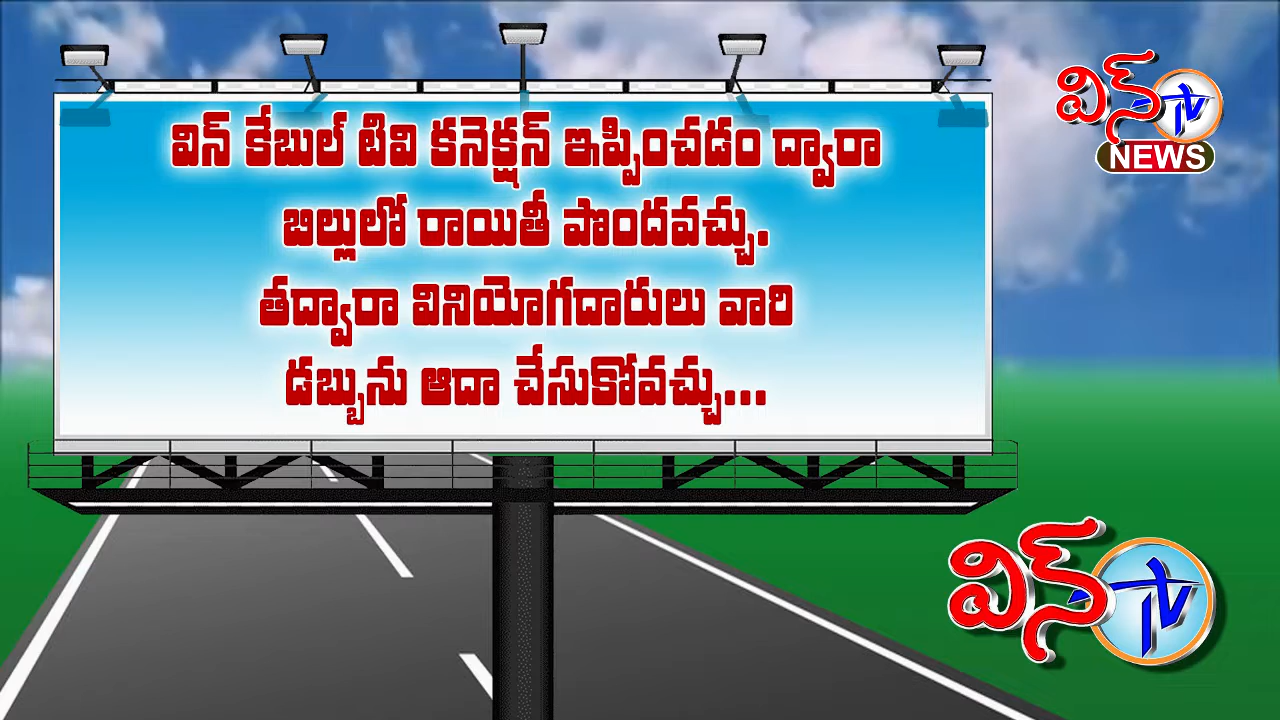 విన్ కేబుల్ టివి కనెక్షన్ ఇప్పించడం ద్వారా
బిల్లులో రాయితీ పొందవచ్చు.
తద్వారా వినియోగదారులు వారి
డబ్బును ఆదా చేసుకోవచ్చు...
విన్ TV
NEWS
విన్ TV